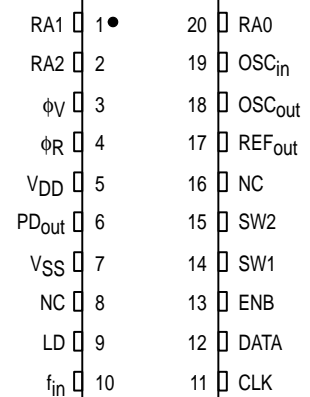 RA1 1 20 RA0
RA2 2 19 OSCin
ϕV 3 18 OSCout
ϕR 4 17 REFout
VDD 5 16 NC
PDout 6 15 SW2
VSS 7 14 SW1
NC 8 13 ENB
LD 9 12 DATA
fin 10 11 CLK